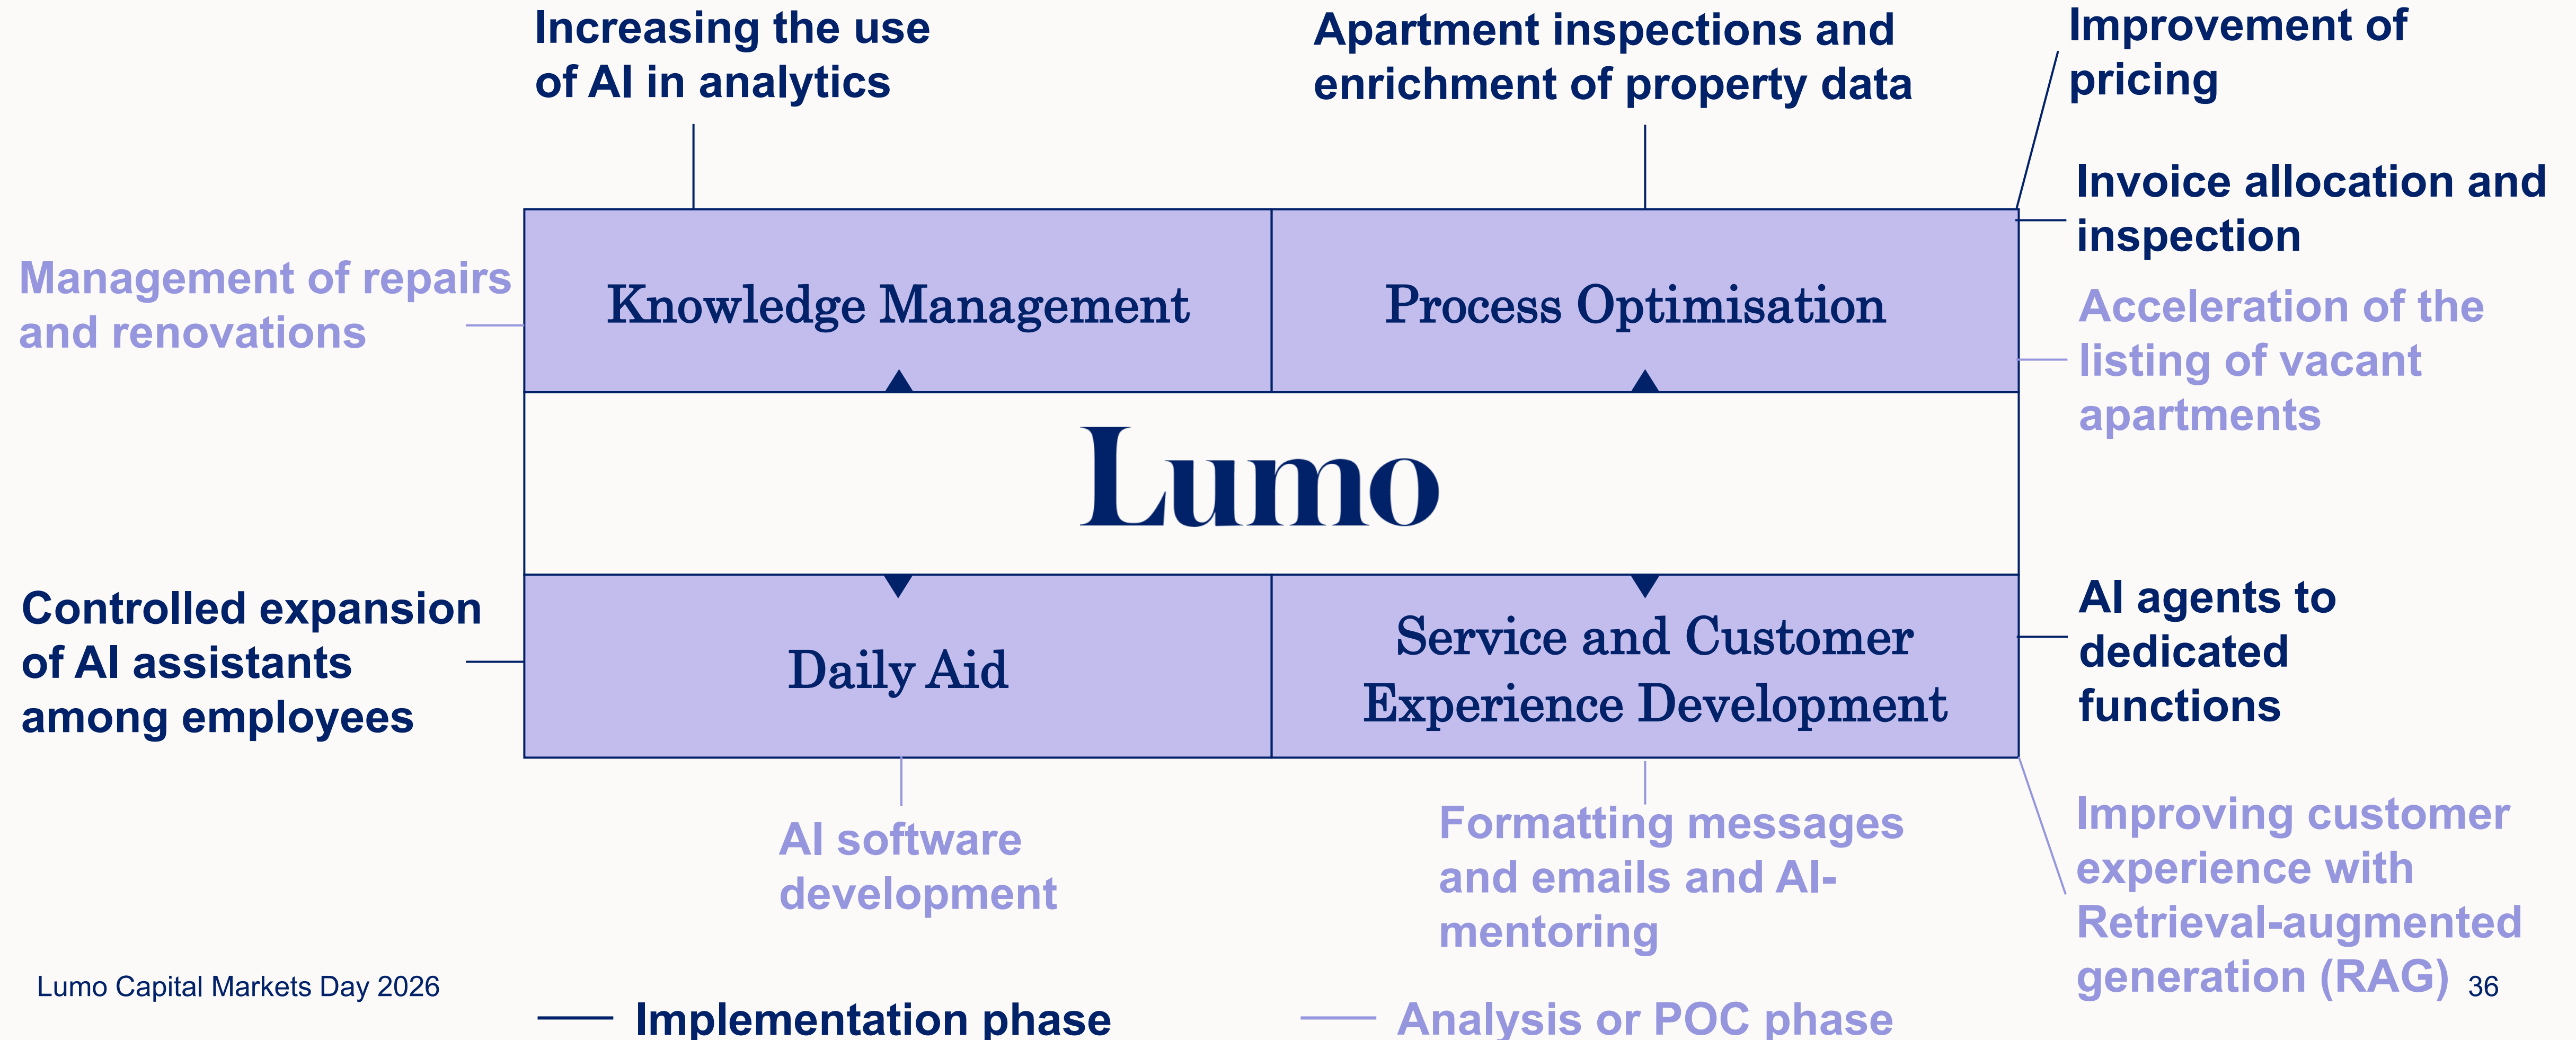 Increasing the use
of AI in analytics
Apartment inspections and
enrichment of property data
Improvement of
pricing
Invoice allocation and
inspection
Management of repairs
and renovations
Knowledge Management
Process Optimisation
Acceleration of the
listing of vacant
apartments
Lumo
Controlled expansion
of AI assistants
among employees
Daily Aid
Service and Customer
Experience Development
AI agents to
dedicated
functions
AI software
development
Formatting messages
and emails and AI-
mentoring
Improving customer
experience with
Retrieval-augmented
generation (RAG)
Lumo Capital Markets Day 2026
36
Implementation phase
Analysis or POC phase